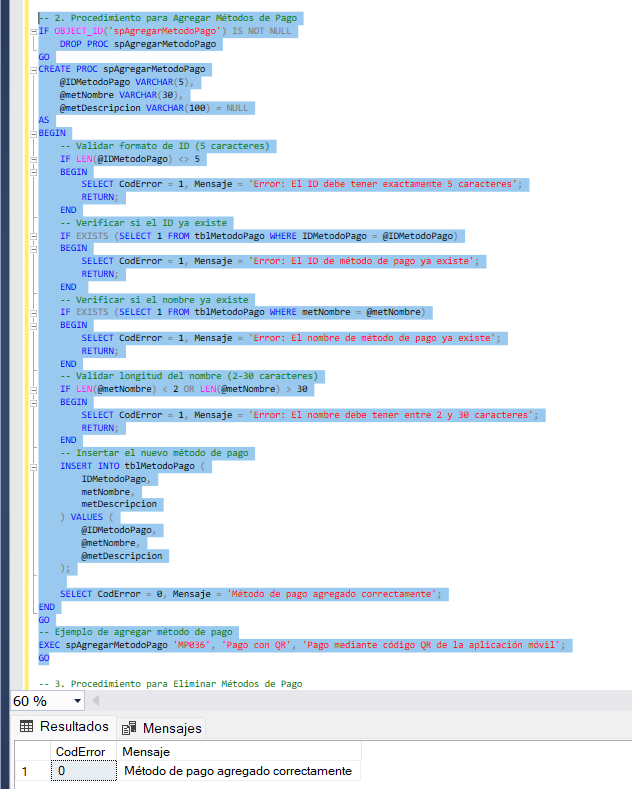 -- 2. Procedimiento para Agregar Métodos de Pago
IF OBJECT_ID('spAgregarMetodoPago') IS NOT NULL
DROP PROC spAgregarMetodoPago
GO
CREATE PROC spAgregarMetodoPago
@IDMetodoPago VARCHAR(5),
@metNombre VARCHAR(30),
@metDescripcion VARCHAR(100) = NULL
AS
BEGIN
-- Validar formato de ID (5 caracteres)
IF LEN(@IDMetodoPago) <> 5
BEGIN
SELECT CodError = 1, Mensaje = 'Error: El ID debe tener exactamente 5 caracteres';
RETURN;
END
-- Verificar si el ID ya existe
IF EXISTS (SELECT 1 FROM tblMetodoPago WHERE IDMetodoPago = @IDMetodoPago)
BEGIN
SELECT CodError = 1, Mensaje = 'Error: El ID de método de pago ya existe';
RETURN;
END
-- Verificar si el nombre ya existe
IF EXISTS (SELECT 1 FROM tblMetodoPago WHERE metNombre = @metNombre)
BEGIN
SELECT CodError = 1, Mensaje = 'Error: El nombre de método de pago ya existe';
RETURN;
END
-- Validar longitud del nombre (2-30 caracteres)
IF LEN(@metNombre) < 2 OR LEN(@metNombre) > 30
BEGIN
SELECT CodError = 1, Mensaje = 'Error: El nombre debe tener entre 2 y 30 caracteres';
RETURN;
END
-- Insertar el nuevo método de pago
INSERT INTO tblMetodoPago (
IDMetodoPago,
metNombre,
metDescripcion
) VALUES (
@IDMetodoPago,
@metNombre,
@metDescripcion
);
SELECT CodError = 0, Mensaje = 'Método de pago agregado correctamente';
END
GO
-- Ejemplo de agregar método de pago
EXEC spAgregarMetodoPago 'MP036', 'Pago con QR', 'Pago mediante código QR de la aplicación móvil';
GO
-- 3. Procedimiento para Eliminar Métodos de Pago
60 %
Resultados Mensajes
CodError Mensaje
1 0 Método de pago agregado correctamente